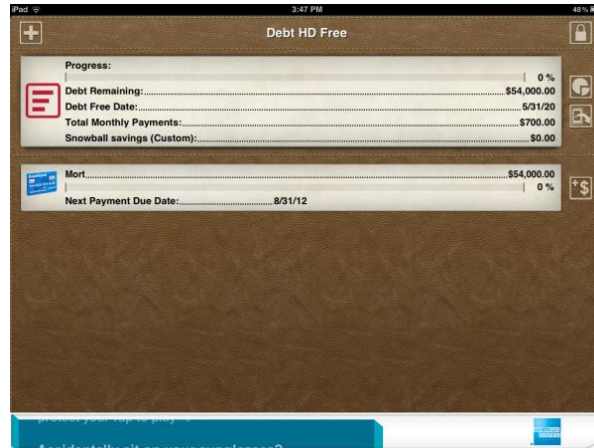 iPad 3:47 PM 48%
Debt HD Free
Progress:
0 %
Debt Remaining: $54,000.00
Debt Free Date: 5/31/20
Total Monthly Payments: $700.00
Snowball savings (Custom): $0.00
Mort $54,000.00
0 %
Next Payment Due Date: 8/31/12
+$